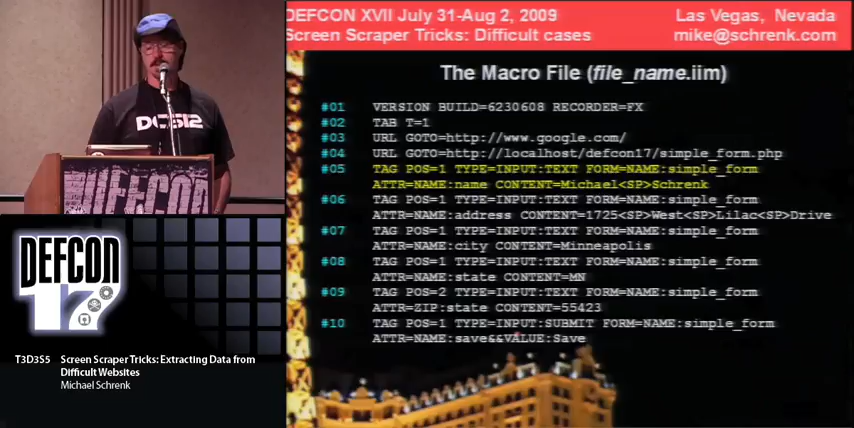 DEFCON XVII July 31-Aug 2, 2009
Las Vegas, Nevada
Screen Scraper Tricks: Difficult cases
mike@schrenk.com
The Macro File (file_name.iim)
#01 VERSION BUILD=6230608 RECORDER=FX
#02 TAB T=1
#03 URL GOTO=http://www.google.com/
#04 URL GOTO=http://localhost/defcon17/simple_form.php
#05 TAG POS=1 TYPE=INPUT:TEXT FORM=NAME:simple_form
ATTR=NAME:name CONTENT=Michael<SP>Schrenk
#06 TAG POS=1 TYPE=INPUT:TEXT FORM=NAME:simple_form
ATTR=NAME:address CONTENT=1725<SP>West<SP>Lilac<SP>Drive
#07 TAG POS=1 TYPE=INPUT:TEXT FORM=NAME:simple_form
ATTR=NAME:city CONTENT=Minneapolis
#08 TAG POS=1 TYPE=INPUT:TEXT FORM=NAME:simple_form
ATTR=NAME:state CONTENT=MN
#09 TAG POS=2 TYPE=INPUT:TEXT FORM=NAME:simple_form
ATTR=ZIP:state CONTENT=55423
#10 TAG POS=1 TYPE=INPUT:SUBMIT FORM=NAME:simple_form
ATTR=NAME:save&&VALUE:Save
DC512
DEFCON
DEFCON
17
T3D3S5 Screen Scraper Tricks: Extracting Data from
Difficult Websites
Michael Schrenk